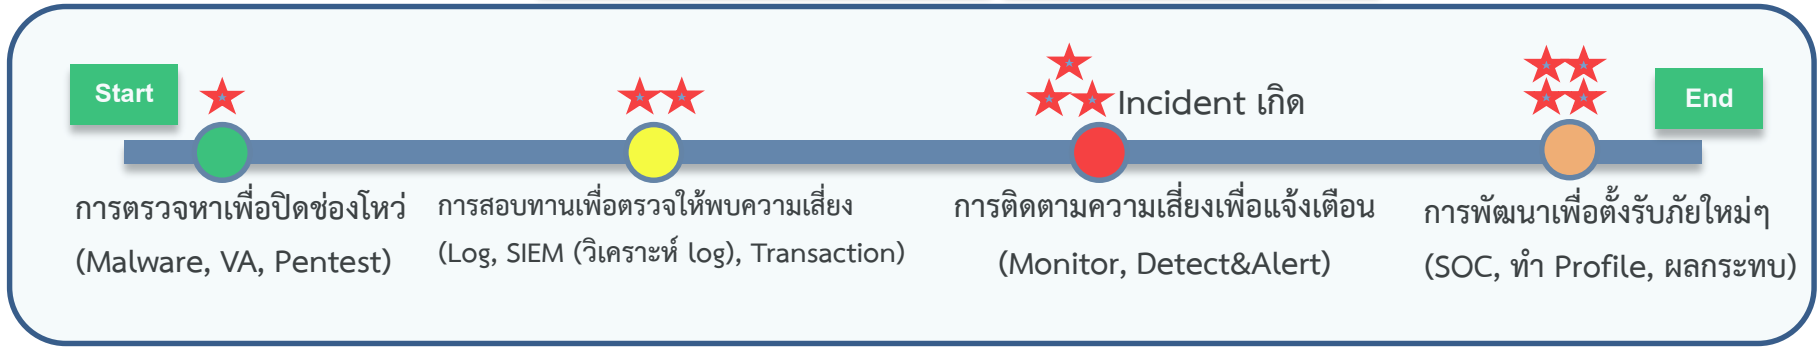 Start
Incident เกิด
End
การตรวจหาเพื่อปิดช่องโหว่
(Malware, VA, Pentest)
การสอบทานเพื่อตรวจให้พบความเสี่ยง
(Log, SIEM (วิเคราะห์ log), Transaction)
การติดตามความเสี่ยงเพื่อแจ้งเตือน
(Monitor, Detect&Alert)
การพัฒนาเพื่อตั้งรับภัยใหม่ๆ
(SOC, ทำ Profile, ผลกระทบ)